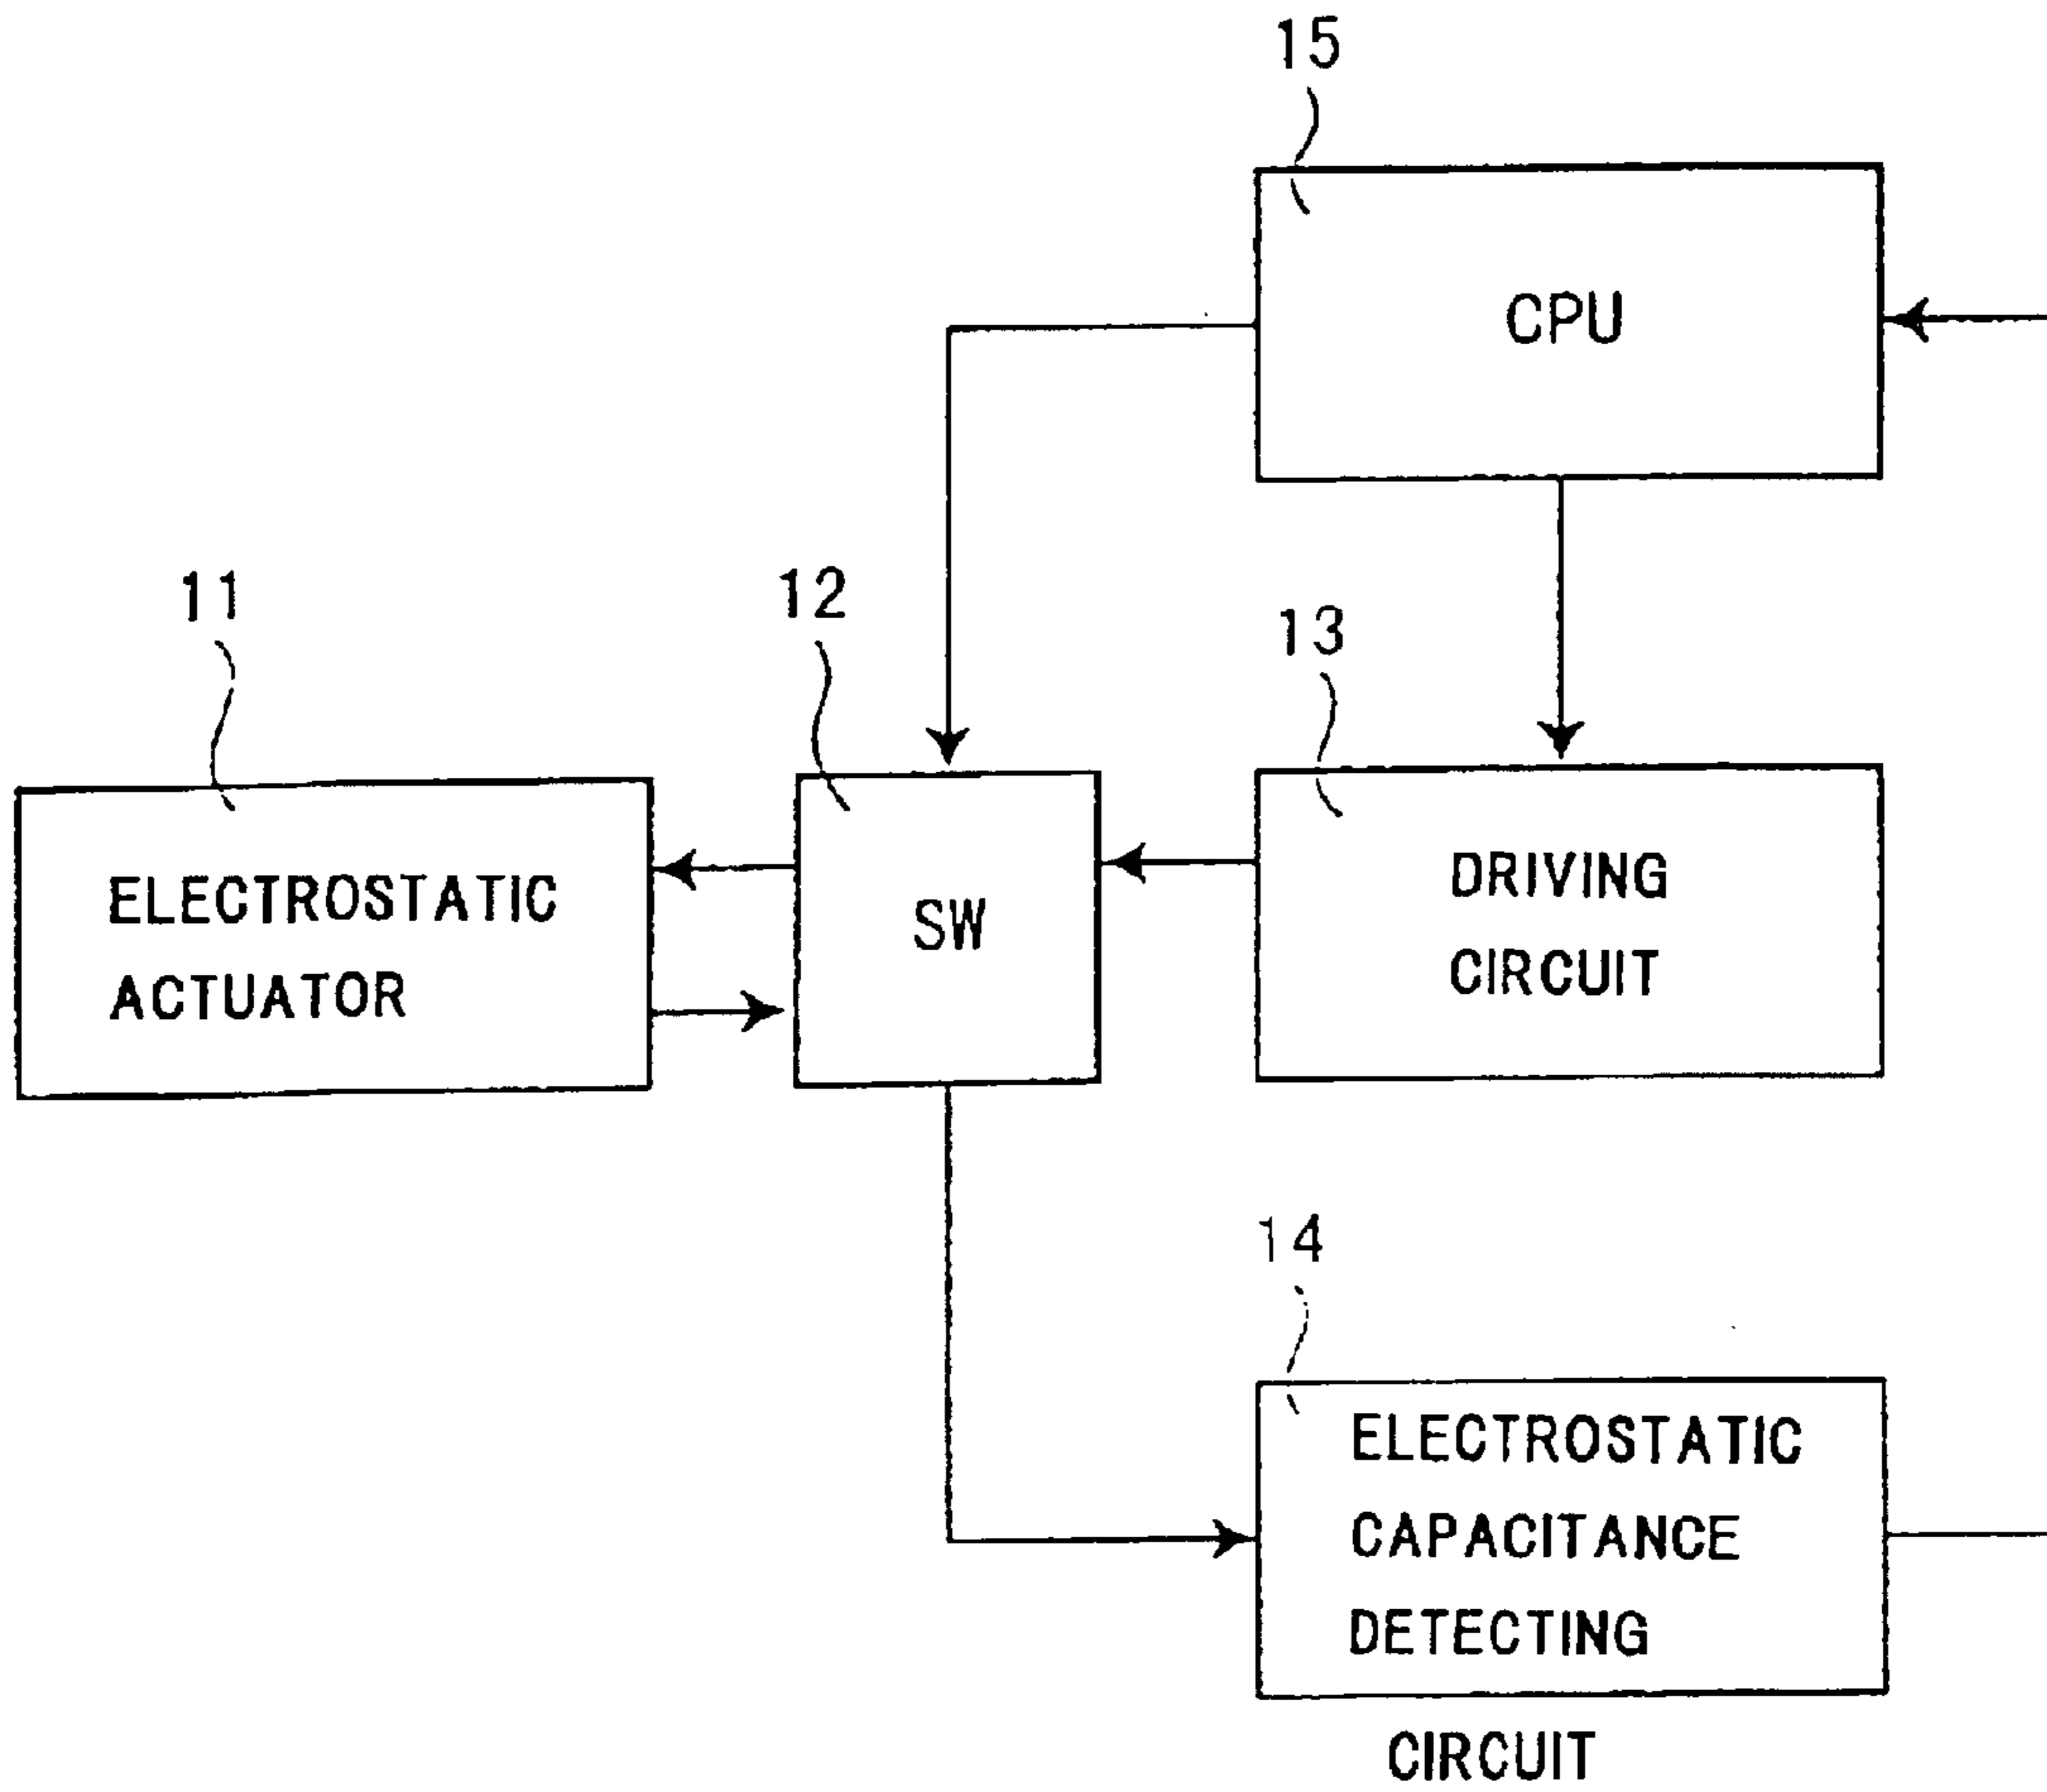 15
CPU
11
12
13
ELECTROSTATIC
ACTUATOR
SW
DRIVING
CIRCUIT
14
ELECTROSTATIC
CAPACITANCE
DETECTING
CIRCUIT